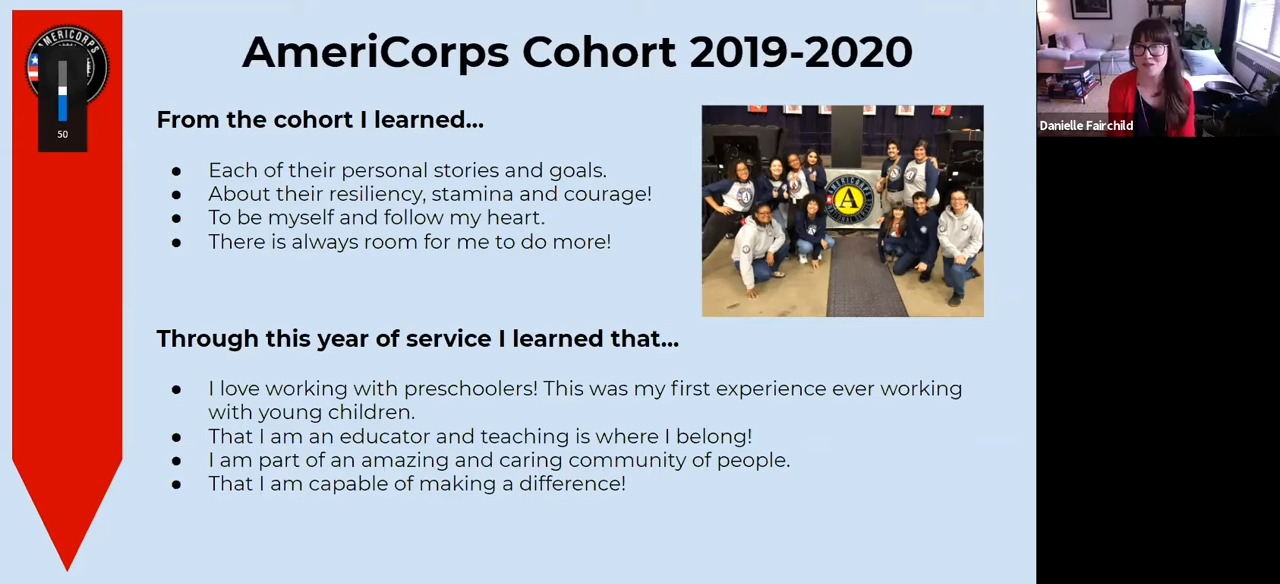 AMERICORPS
50
AmeriCorps Cohort 2019-2020
From the cohort I learned...
● Each of their personal stories and goals.
● About their resiliency, stamina and courage!
● To be myself and follow my heart.
● There is always room for me to do more!
AMERICORPS
A
NATIONAL SERVICE
Through this year of service I learned that...
● I love working with preschoolers! This was my first experience ever working
with young children.
● That I am an educator and teaching is where I belong!
● I am part of an amazing and caring community of people.
● That I am capable of making a difference!
Danielle Fairchild